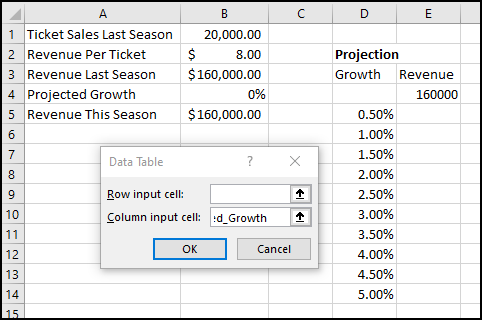 A B C D E
1 Ticket Sales Last Season 20,000.00
2 Revenue Per Ticket $ 8.00 Projection
3 Revenue Last Season $160,000.00 Growth Revenue
4 Projected Growth 0% 160000
5 Revenue This Season $160,000.00 0.50%
6 1.00%
7 1.50%
8 2.00%
9 2.50%
10 3.00%
11 3.50%
12 4.00%
13 4.50%
14 5.00%
15
Data Table ? ×
Row input cell:
Column input cell: ed_Growth
OK Cancel